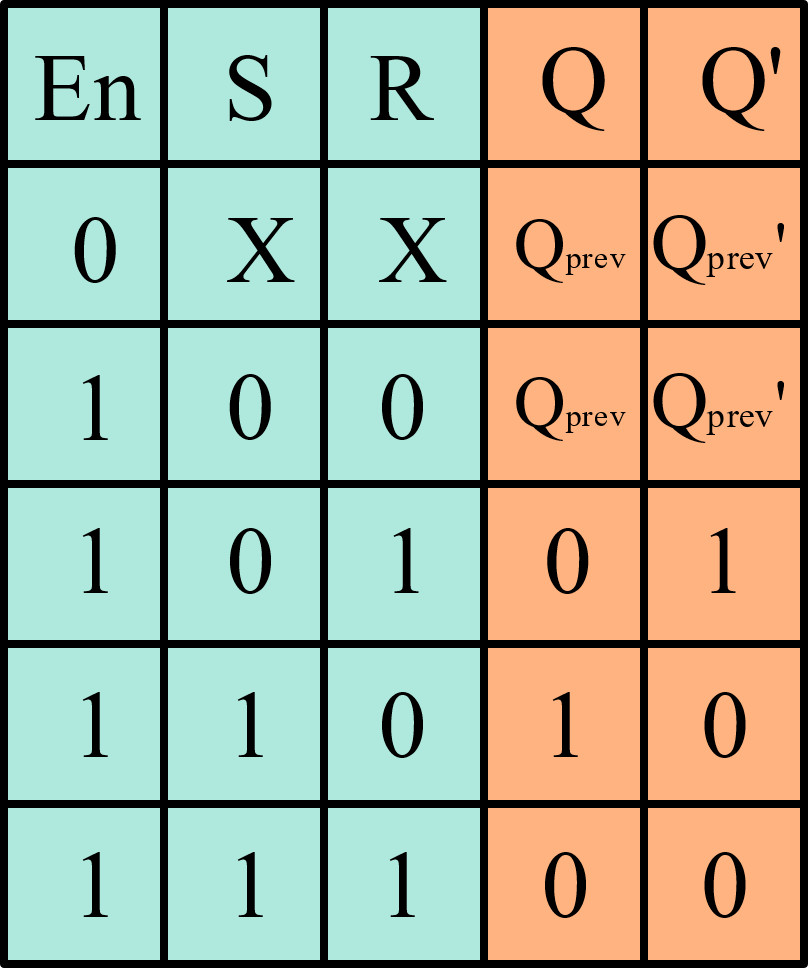 En S R Q Q'
0 X X Qprev Qprev'
1 0 0 Qprev Qprev'
1 0 1 0 1
1 1 0 1 0
1 1 1 0 0